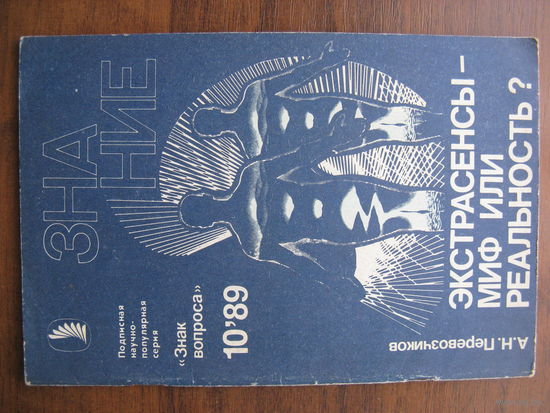 ЗНА
НИЕ
Подписная
научно-
популярная
серия
«Знак
вопроса»
10'89
А.Н. Перевозчиков
ЭКСТРАСЕНСЫ –
МИФ ИЛИ
РЕАЛЬНОСТЬ?